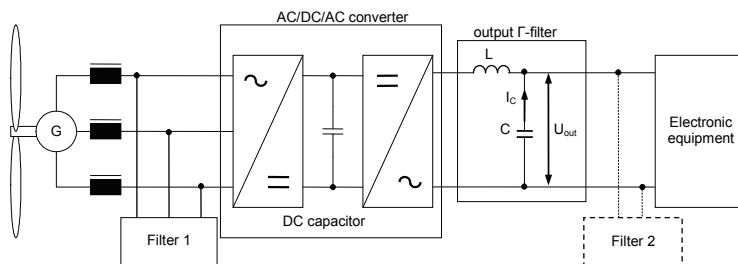 AC/DC/AC converter
output Γ-filter
L
G
I_C
C
U_out
Electronic
equipment
DC capacitor
Filter 1
Filter 2